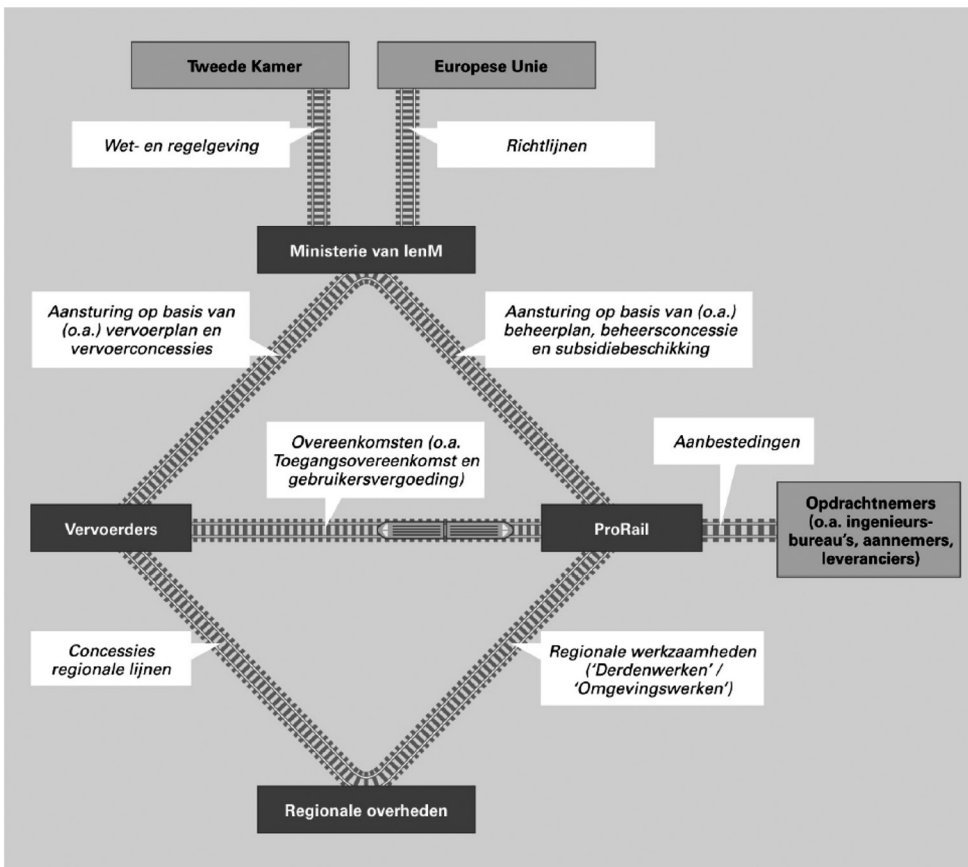 Tweede Kamer
Europese Unie
Wet- en regelgeving
Richtlijnen
Ministerie van IenM
Aansturing op basis van
(o.a.) vervoerplan en
vervoerconcessies
Aansturing op basis van (o.a.)
beheerplan, beheersconcessie
en subsidiebeschikking
Overeenkomsten (o.a.
Toegangsovereenkomst en
gebruikersvergoeding)
Aanbestedingen
Vervoerders
ProRail
Opdrachtnemers
(o.a. ingenieurs-
bureau's, aannemers,
leveranciers)
Concessies
regionale lijnen
Regionale werkzaamheden
('Derdenwerken' /
'Omgevingswerken')
Regionale overheden